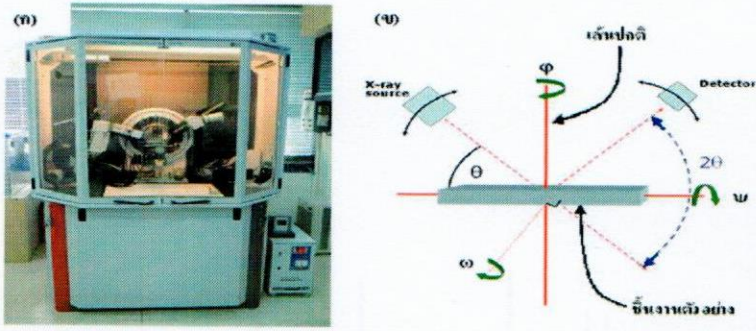 (ก)
(ข)
เส้นปกติ
φ
X-ray
source
Detector
θ
2θ
ψ
ω
ชิ้นงานตัวอย่าง